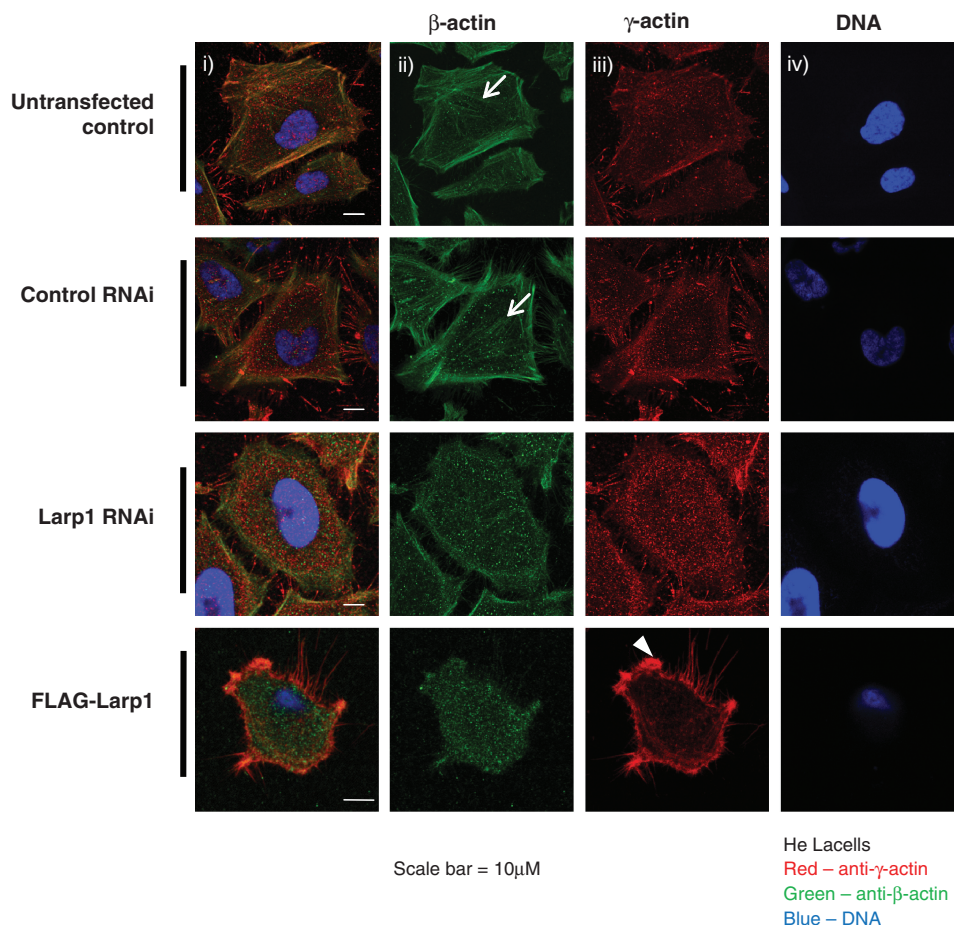 β-actin γ-actin DNA
i) ii) iii) iv)
Untransfected
control
Control RNAi
Larp1 RNAi
FLAG-Larp1
Scale bar = 10μM
He Lacells
Red – anti-γ-actin
Green – anti-β-actin
Blue – DNA